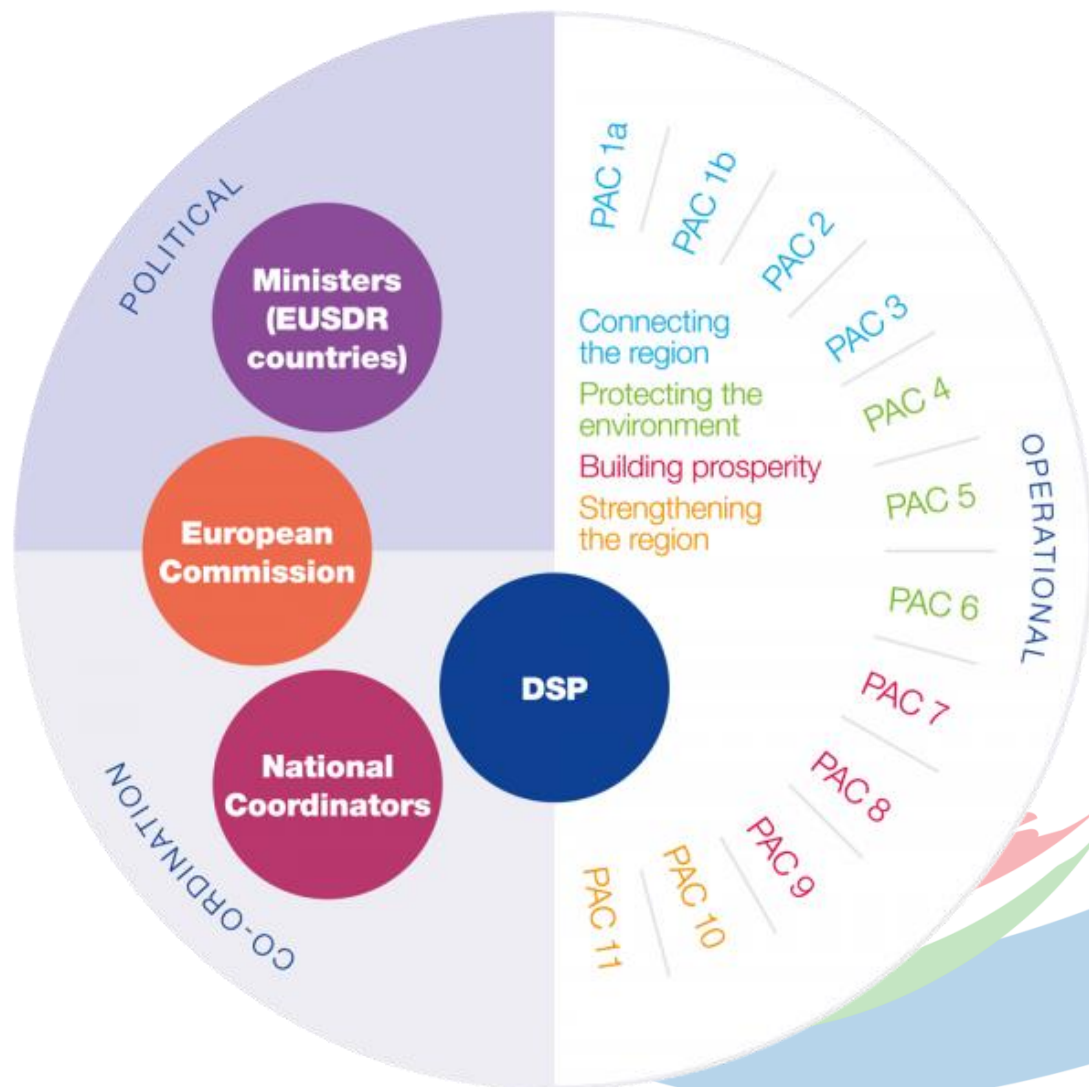 POLITICAL
Ministers
(EUSDR
countries)
European
Commission
National
Coordinators
CO-ORDINATION
DSP
Connecting
the region
Protecting the
environment
Building prosperity
Strengthening
the region
PAC 1a
PAC 1b
PAC 2
PAC 3
PAC 4
PAC 5
PAC 6
PAC 7
PAC 8
PAC 9
PAC 10
PAC 11
OPERATIONAL